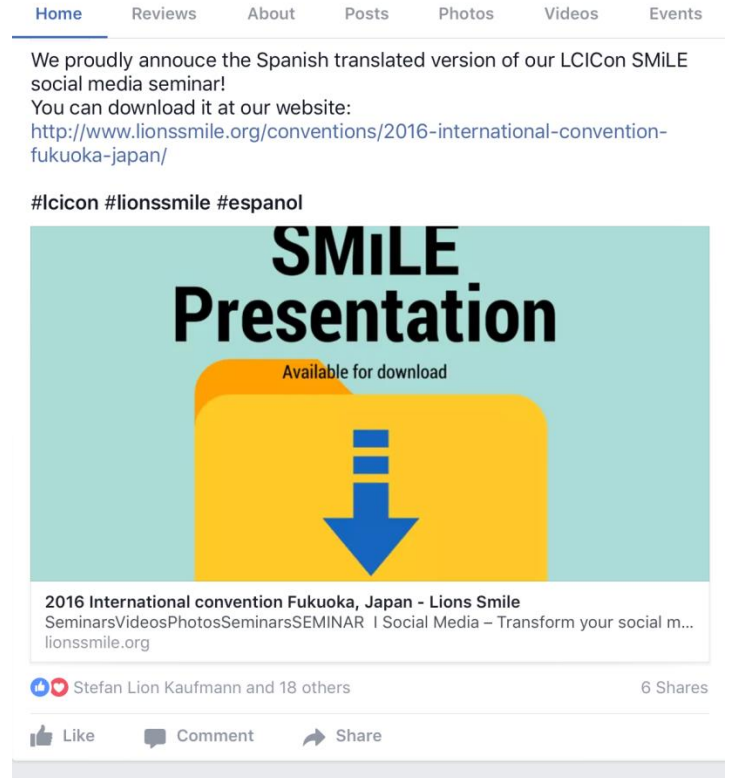 Home Reviews About Posts Photos Videos Events
We proudly annouce the Spanish translated version of our LCICon SMiLE
social media seminar!
You can download it at our website:
http://www.lionssmile.org/conventions/2016-international-convention-
fukuoka-japan/
#lcicon #lionssmile #espanol
SMiLE
Presentation
Available for download
2016 International convention Fukuoka, Japan - Lions Smile
SeminarsVideosPhotosSeminarsSEMINAR I Social Media – Transform your social m...
lionssmile.org
Stefan Lion Kaufmann and 18 others 6 Shares
Like Comment Share